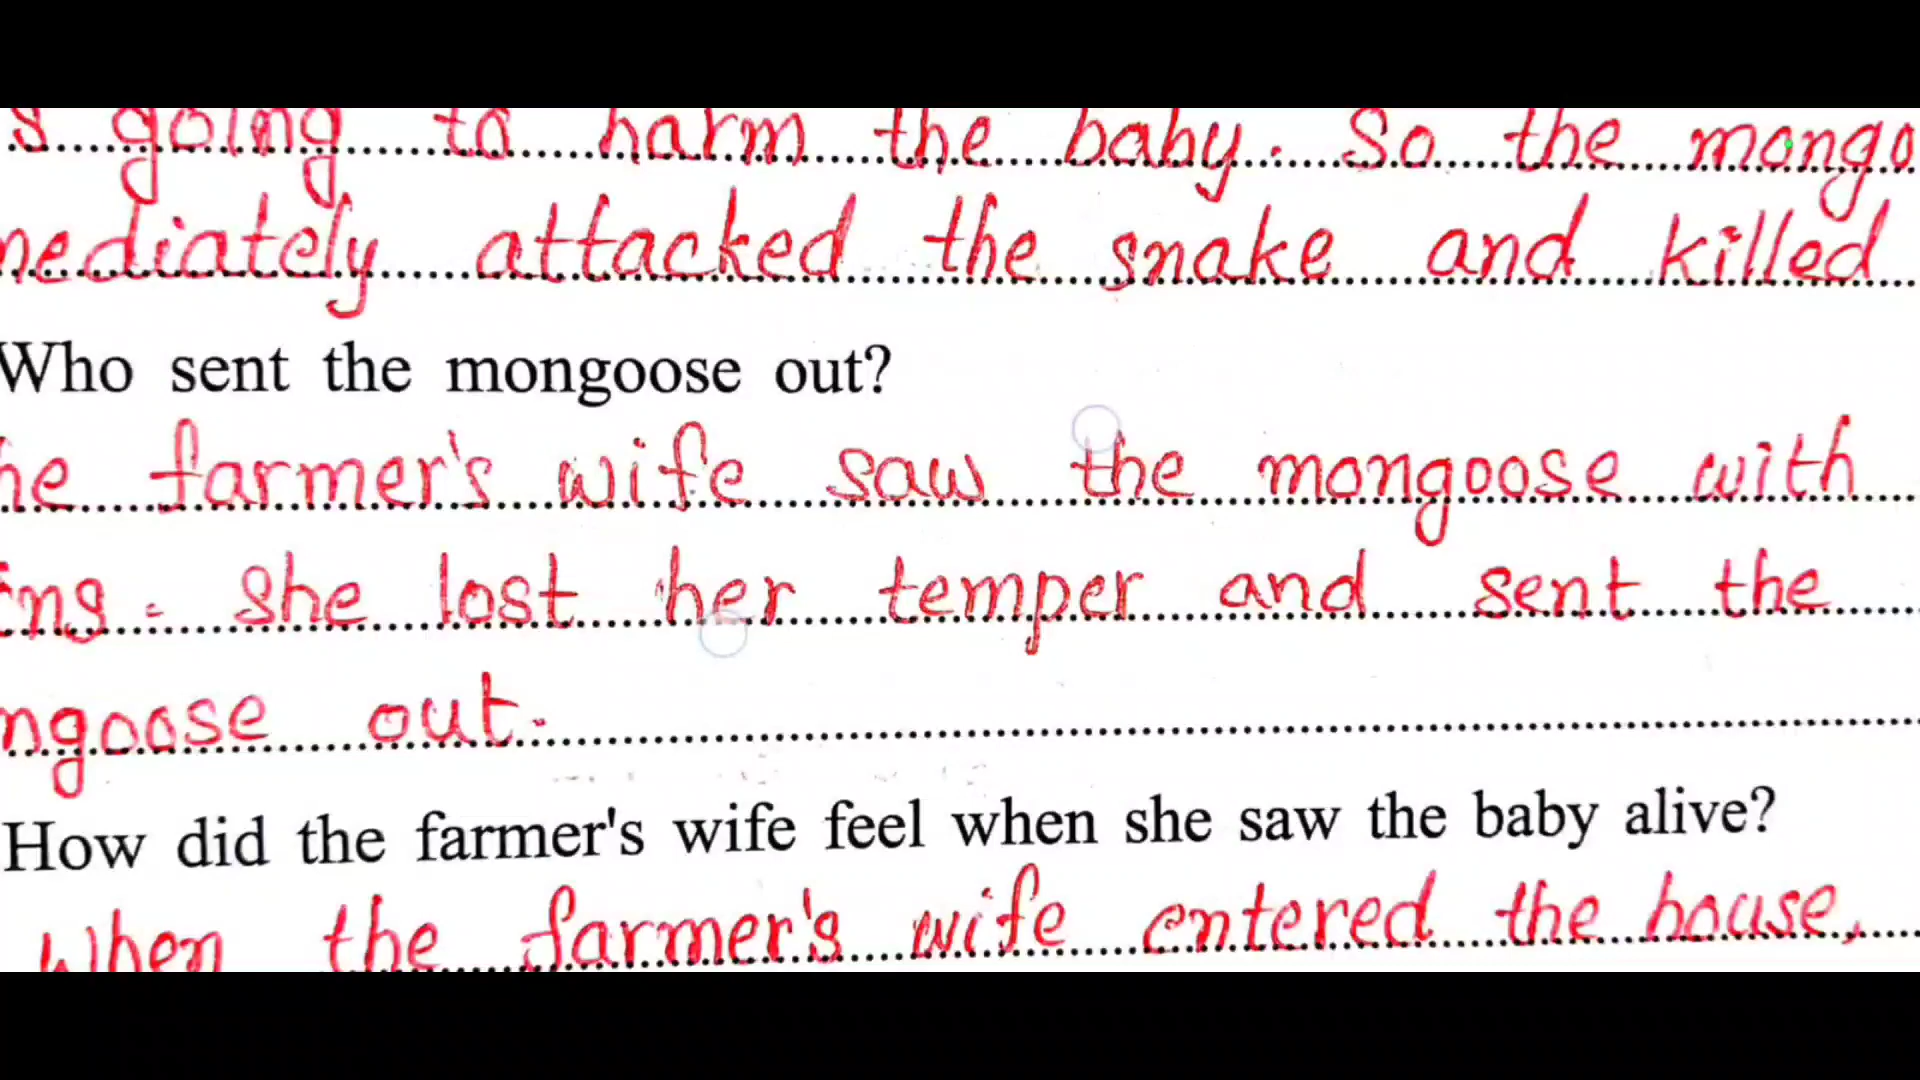 s going to harm the baby. So the mongo
mediately attacked the snake and killed
Who sent the mongoose out?
he farmer's wife saw the mongoose with
ins. She lost her temper and sent the
ngoose out.
How did the farmer's wife feel when she saw the baby alive?
When the farmer's wife entered the house,